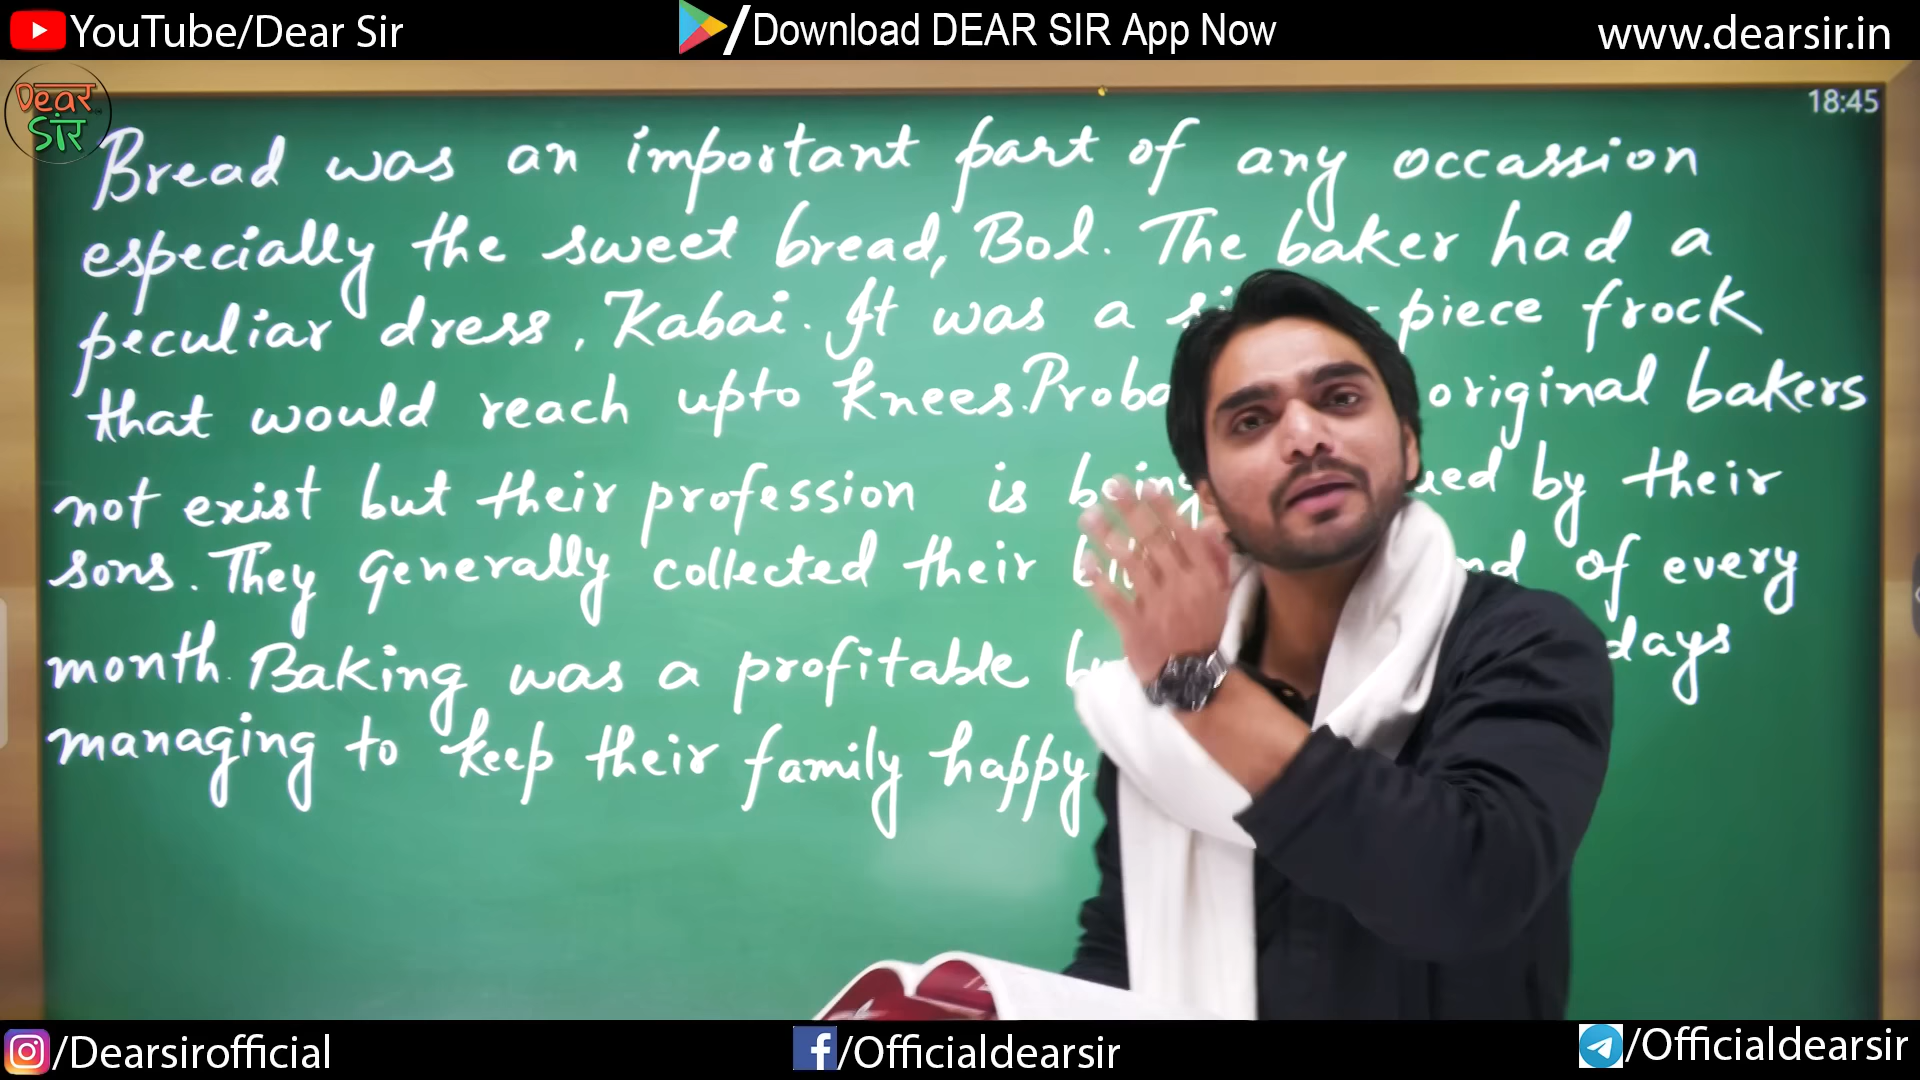 YouTube/Dear Sir
/Download DEAR SIR App Now
www.dearsir.in
Dear
Sir
18:45
Bread was an important part of any occassion
especially the sweet bread, Bol. The baker had a
peculiar dress, Kabai. It was a -piece frock
that would reach upto knees. original bakers
not exist but their profession is being by their
sons. They generally collected their of every
month. Baking was a profitable days
managing to keep their family happy
/Dearsirofficial
/Officialdearsir
/Officialdearsir